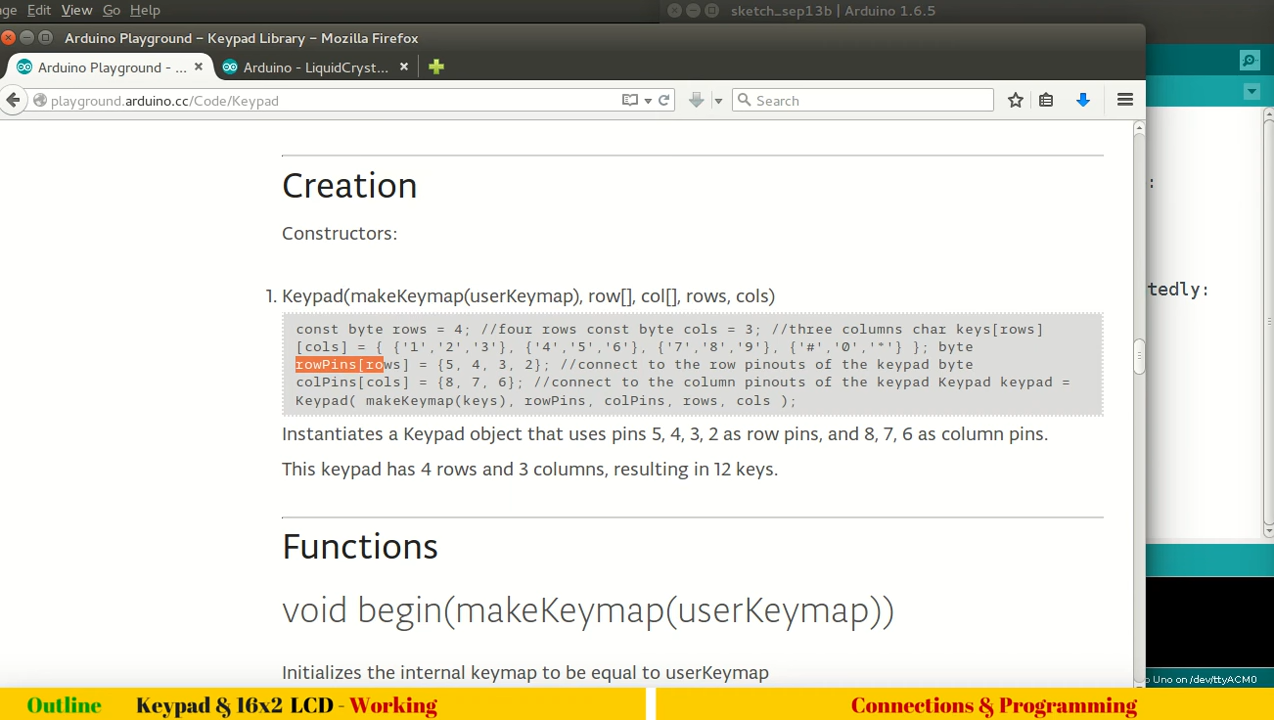 ge Edit View Go Help
sketch_sep13b | Arduino 1.6.5
Arduino Playground – Keypad Library – Mozilla Firefox
Arduino Playground - ... × Arduino - LiquidCryst... ×
playground.arduino.cc/Code/Keypad
Search
Creation
Constructors:
1. Keypad(makeKeymap(userKeymap), row[], col[], rows, cols)
const byte rows = 4; //four rows const byte cols = 3; //three columns char keys[rows]
[cols] = { {'1','2','3'}, {'4','5','6'}, {'7','8','9'}, {'#','0','*'} }; byte
rowPins[rows] = {5, 4, 3, 2}; //connect to the row pinouts of the keypad byte
colPins[cols] = {8, 7, 6}; //connect to the column pinouts of the keypad Keypad keypad =
Keypad( makeKeymap(keys), rowPins, colPins, rows, cols );
Instantiates a Keypad object that uses pins 5, 4, 3, 2 as row pins, and 8, 7, 6 as column pins.
This keypad has 4 rows and 3 columns, resulting in 12 keys.
Functions
void begin(makeKeymap(userKeymap))
Initializes the internal keymap to be equal to userKeymap
:
tedly:
o Uno on /dev/ttyACM0
Outline Keypad & 16x2 LCD - Working
Connections & Programming